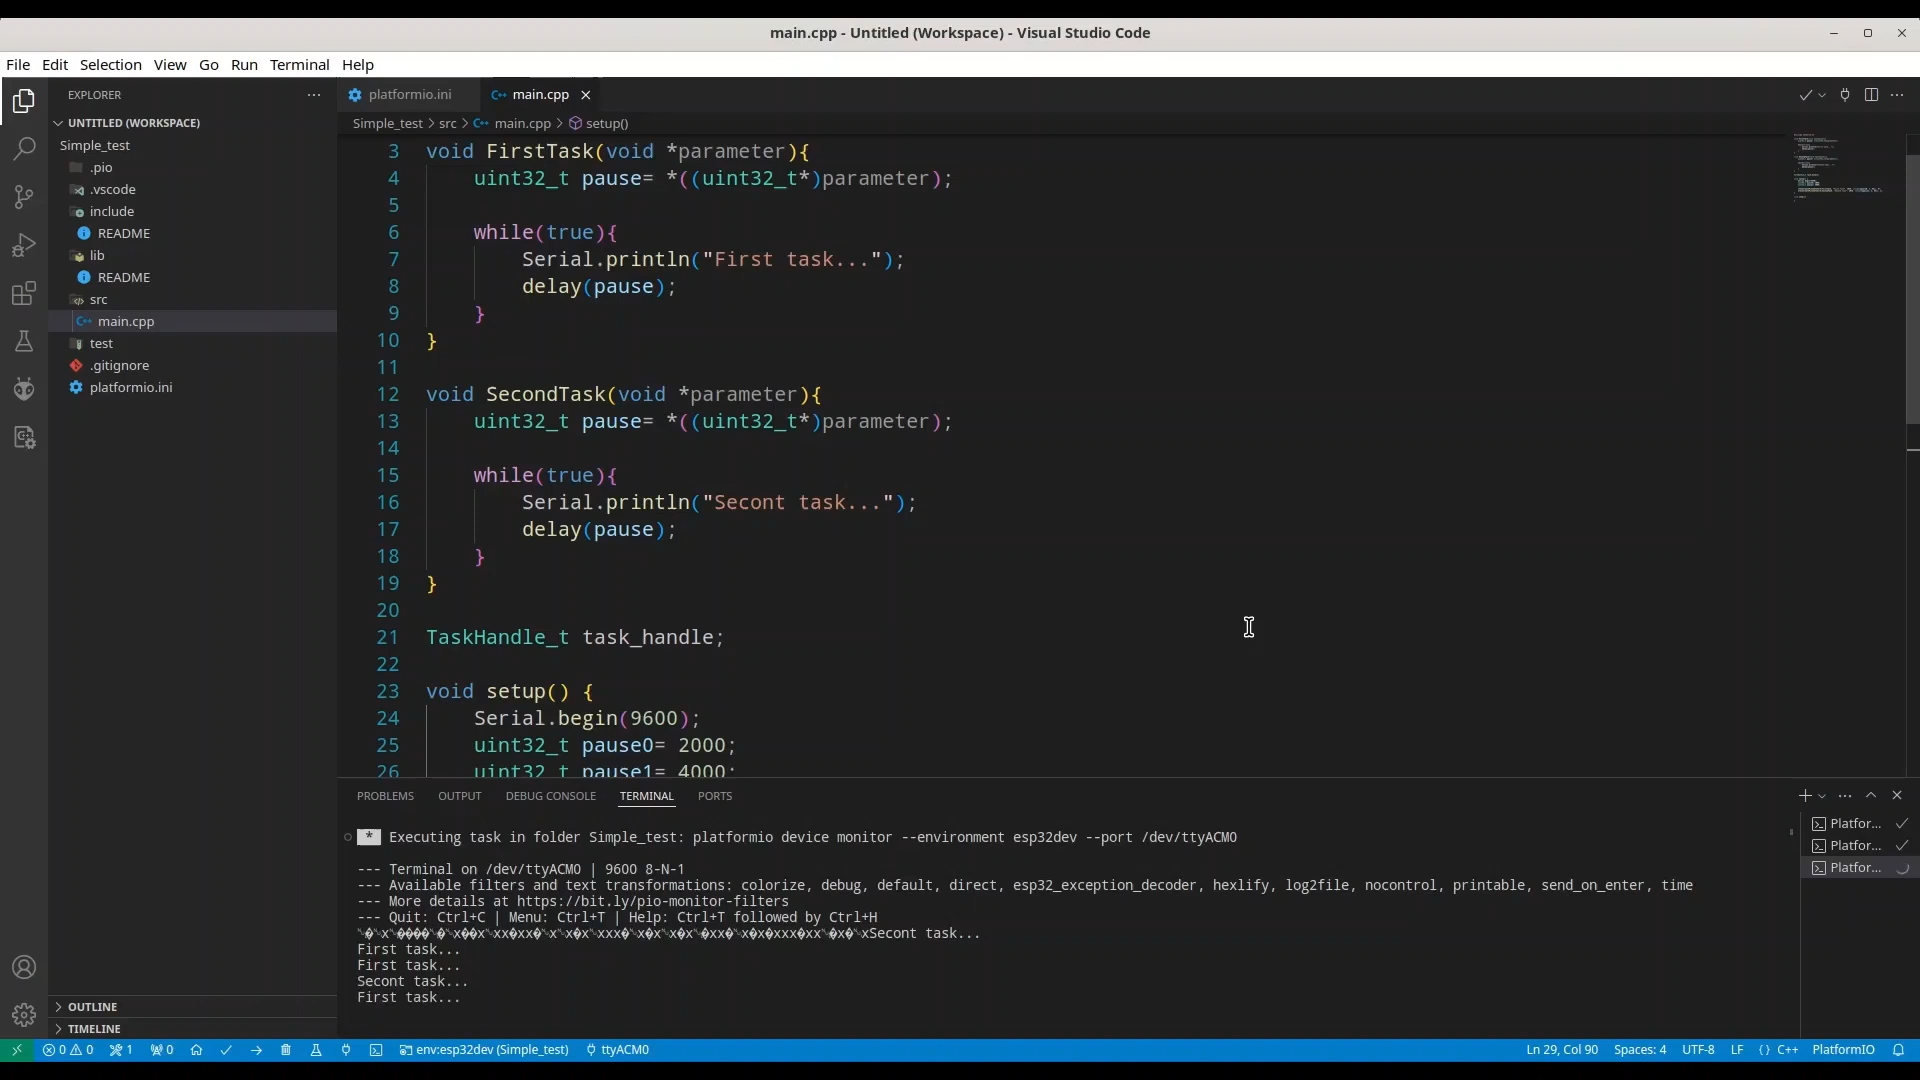 main.cpp - Untitled (Workspace) - Visual Studio Code
File Edit Selection View Go Run Terminal Help
EXPLORER
UNTITLED (WORKSPACE)
Simple_test
.pio
.vscode
include
README
lib
README
src
main.cpp
test
.gitignore
platformio.ini
OUTLINE
TIMELINE
platformio.ini main.cpp
Simple_test > src > main.cpp > setup()
3 void FirstTask(void *parameter){
4 uint32_t pause= *((uint32_t*)parameter);
5
6 while(true){
7 Serial.println("First task...");
8 delay(pause);
9 }
10 }
11
12 void SecondTask(void *parameter){
13 uint32_t pause= *((uint32_t*)parameter);
14
15 while(true){
16 Serial.println("Secont task...");
17 delay(pause);
18 }
19 }
20
21 TaskHandle_t task_handle;
22
23 void setup() {
24 Serial.begin(9600);
25 uint32_t pause0= 2000;
26 uint32_t pause1= 4000;
PROBLEMS OUTPUT DEBUG CONSOLE TERMINAL PORTS
* Executing task in folder Simple_test: platformio device monitor --environment esp32dev --port /dev/ttyACM0
--- Terminal on /dev/ttyACM0 | 9600 8-N-1
--- Available filters and text transformations: colorize, debug, default, direct, esp32_exception_decoder, hexlify, log2file, nocontrol, printable, send_on_enter, time
--- More details at https://bit.ly/pio-monitor-filters
--- Quit: Ctrl+C | Menu: Ctrl+T | Help: Ctrl+T followed by Ctrl+H
Secont task...
First task...
First task...
Secont task...
First task...
Platfor...
Platfor...
Platfor...
0 0 1 0 env:esp32dev (Simple_test) ttyACM0 Ln 29, Col 90 Spaces: 4 UTF-8 LF {} C++ PlatformIO